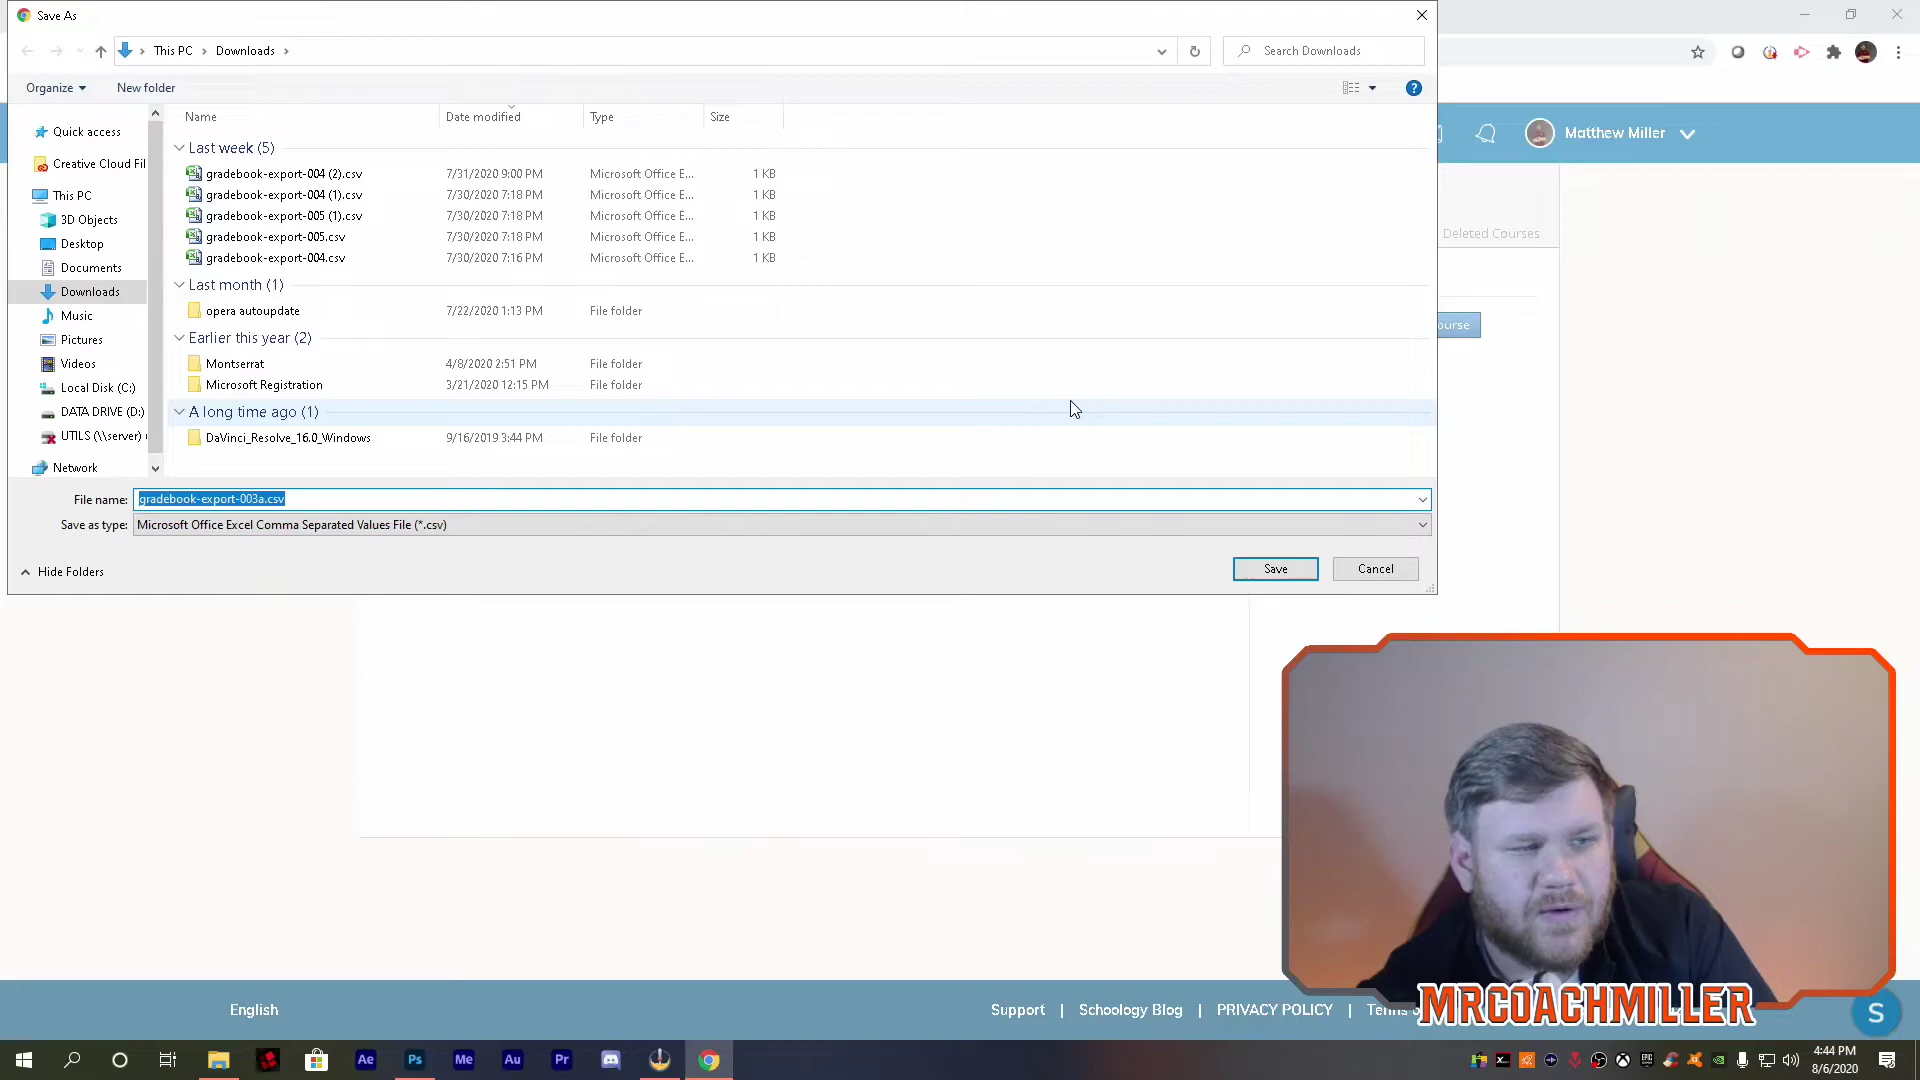 Save As
This PC
Downloads
Search Downloads
Organize
New folder
Name
Date modified
Type
Size
Quick access
Creative Cloud Fil
This PC
3D Objects
Desktop
Documents
Downloads
Music
Pictures
Videos
Local Disk (C:)
DATA DRIVE (D:)
UTILS (\\server)
Network
Last week (5)
gradebook-export-004 (2).csv 7/31/2020 9:00 PM Microsoft Office E... 1 KB
gradebook-export-004 (1).csv 7/30/2020 7:18 PM Microsoft Office E... 1 KB
gradebook-export-005 (1).csv 7/30/2020 7:18 PM Microsoft Office E... 1 KB
gradebook-export-005.csv 7/30/2020 7:18 PM Microsoft Office E... 1 KB
gradebook-export-004.csv 7/30/2020 7:16 PM Microsoft Office E... 1 KB
Last month (1)
opera autoupdate 7/22/2020 1:13 PM File folder
Earlier this year (2)
Montserrat 4/8/2020 2:51 PM File folder
Microsoft Registration 3/21/2020 12:15 PM File folder
A long time ago (1)
DaVinci_Resolve_16.0_Windows 9/16/2019 3:44 PM File folder
File name: gradebook-export-003a.csv
Save as type: Microsoft Office Excel Comma Separated Values File (*.csv)
Hide Folders
Save
Cancel
Matthew Miller
Deleted Courses
ourse
MRCOACHMILLER
English
Support | Schoology Blog | PRIVACY POLICY | Terms
S
Ae
Ps
Me
Au
Pr
4:44 PM
8/6/2020